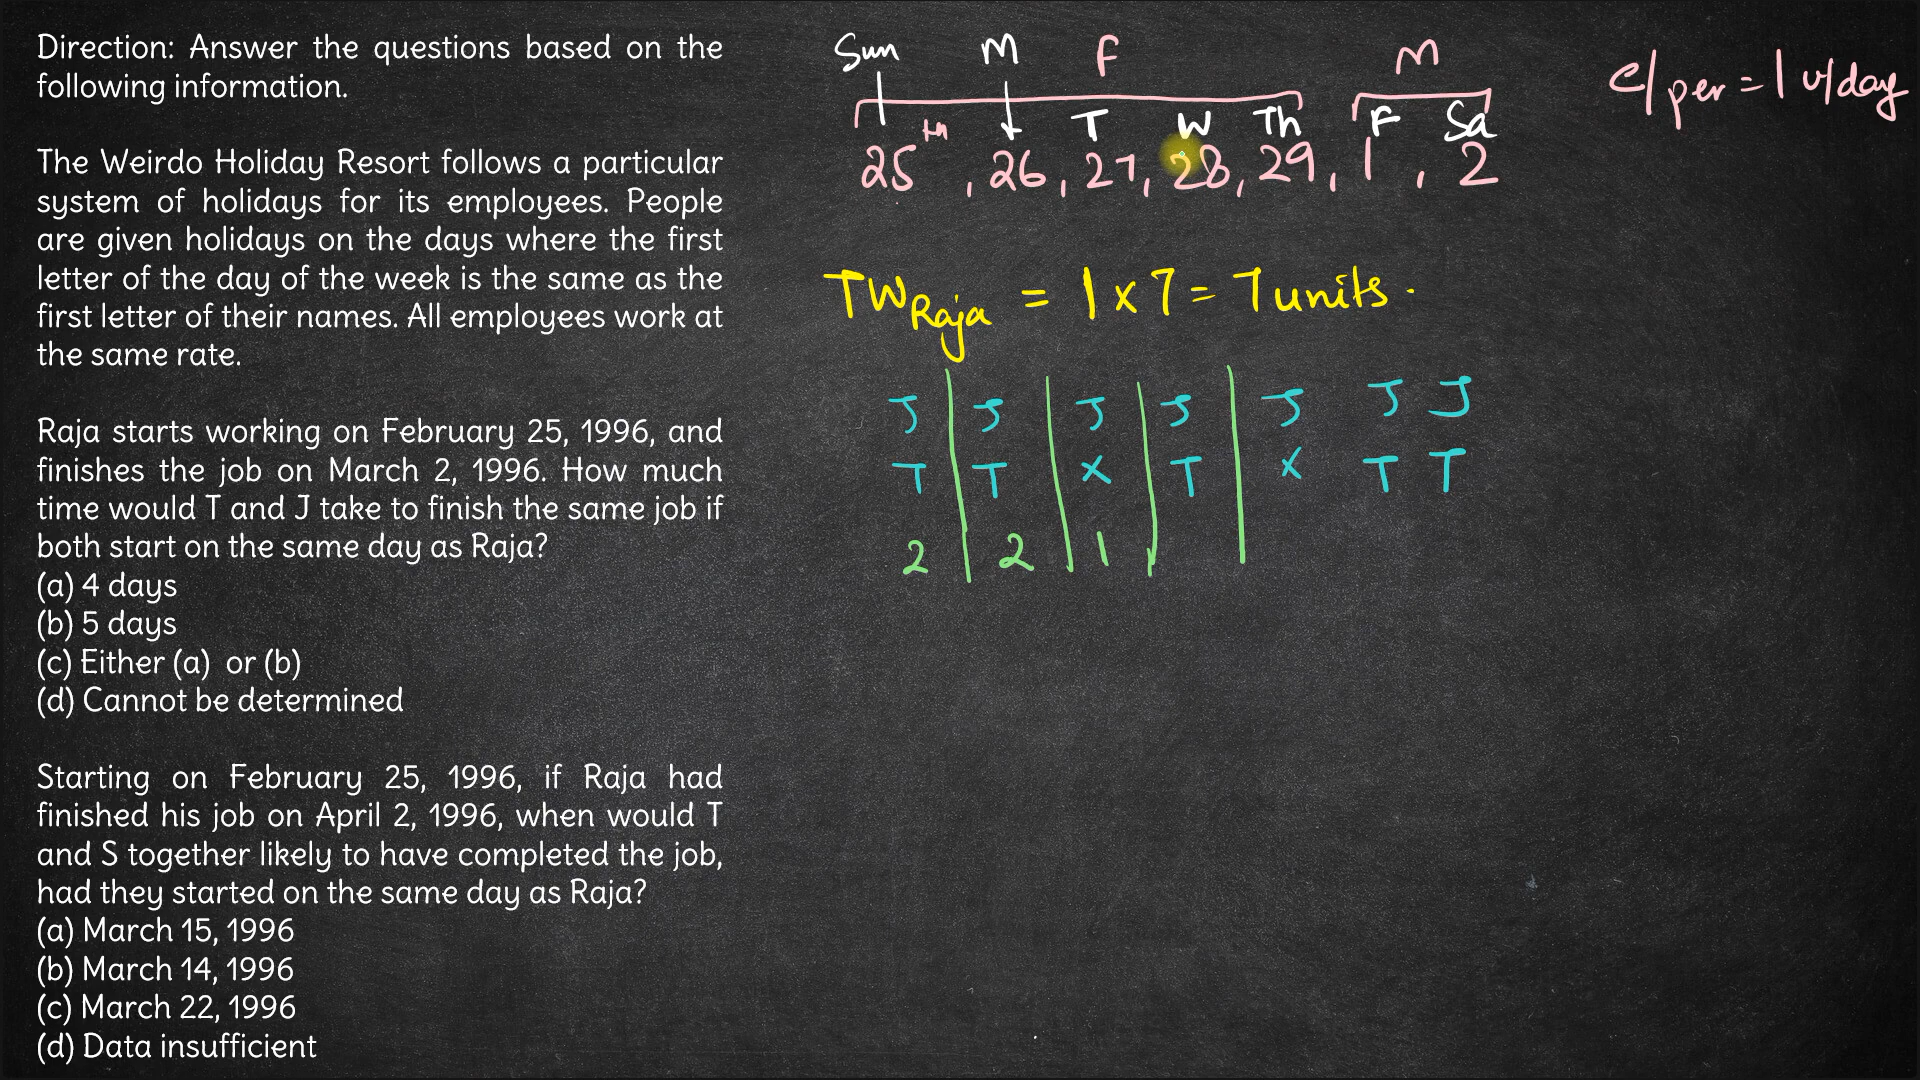 Direction: Answer the questions based on the
following information.
The Weirdo Holiday Resort follows a particular
system of holidays for its employees. People
are given holidays on the days where the first
letter of the day of the week is the same as the
first letter of their names. All employees work at
the same rate.
Raja starts working on February 25, 1996, and
finishes the job on March 2, 1996. How much
time would T and J take to finish the same job if
both start on the same day as Raja?
(a) 4 days
(b) 5 days
(c) Either (a) or (b)
(d) Cannot be determined
Starting on February 25, 1996, if Raja had
finished his job on April 2, 1996, when would T
and S together likely to have completed the job,
had they started on the same day as Raja?
(a) March 15, 1996
(b) March 14, 1996
(c) March 22, 1996
(d) Data insufficient
Sun M F M
T W Th F Sa
25th, 26, 27, 28, 29, 1, 2
e/per = 1 u/day
TW Raja = 1 x 7 = 7 units.
J J J J J J J
T T x T x T T
2 2 1